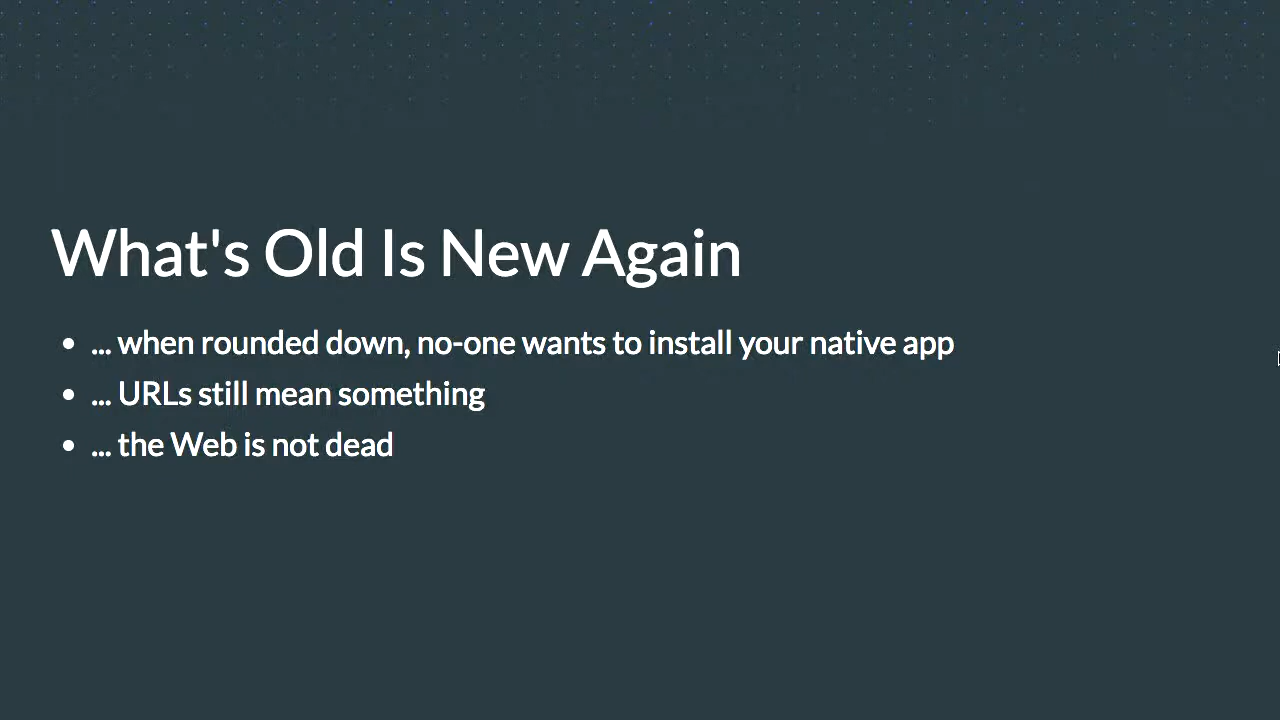 What's Old Is New Again
... when rounded down, no-one wants to install your native app
... URLs still mean something
... the Web is not dead